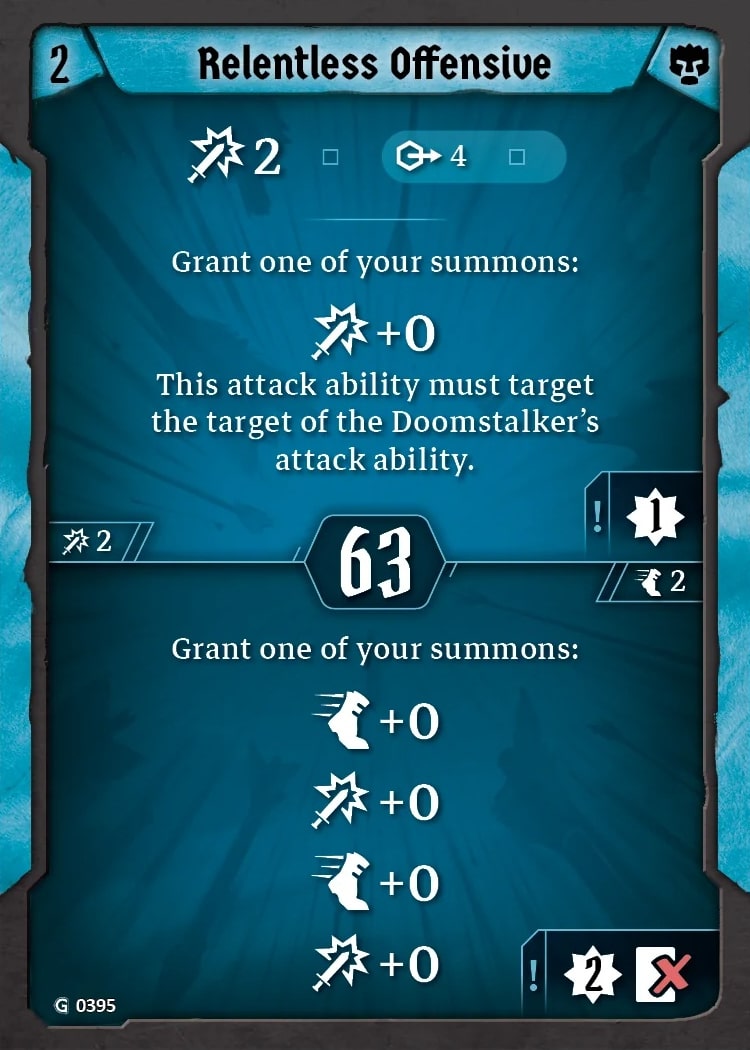 2
Relentless Offensive
2
4
Grant one of your summons:
+0
This attack ability must target
the target of the Doomstalker's
attack ability.
! 1
2
63
2
Grant one of your summons:
+0
+0
+0
+0
! 2
G 0395